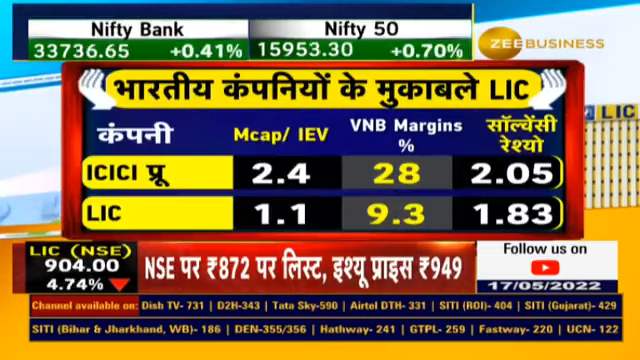 Nifty Bank
33736.65 +0.41%
Nifty 50
15953.30 +0.70%
ZEEBUSINESS
भारतीय कंपनियों के मुकाबले LIC
कंपनी Mcap/ IEV VNB Margins % सॉल्वेंसी रेश्यो
ICICI प्रू 2.4 28 2.05
LIC 1.1 9.3 1.83
LIC
LIC (NSE)
904.00
4.74%
NSE पर ₹872 पर लिस्ट, इश्यू प्राइस ₹949
Follow us on
17/05/2022
Channel available on: Dish TV- 731 | D2H-343 | Tata Sky-590 | Airtel DTH- 331 | SITI (ROI)- 404 | SITI (Gujarat)- 429
SITI (Bihar & Jharkhand, WB)- 186 | DEN-355/356 | Hathway- 241 | GTPL- 259 | Fastway- 220 | UCN- 122